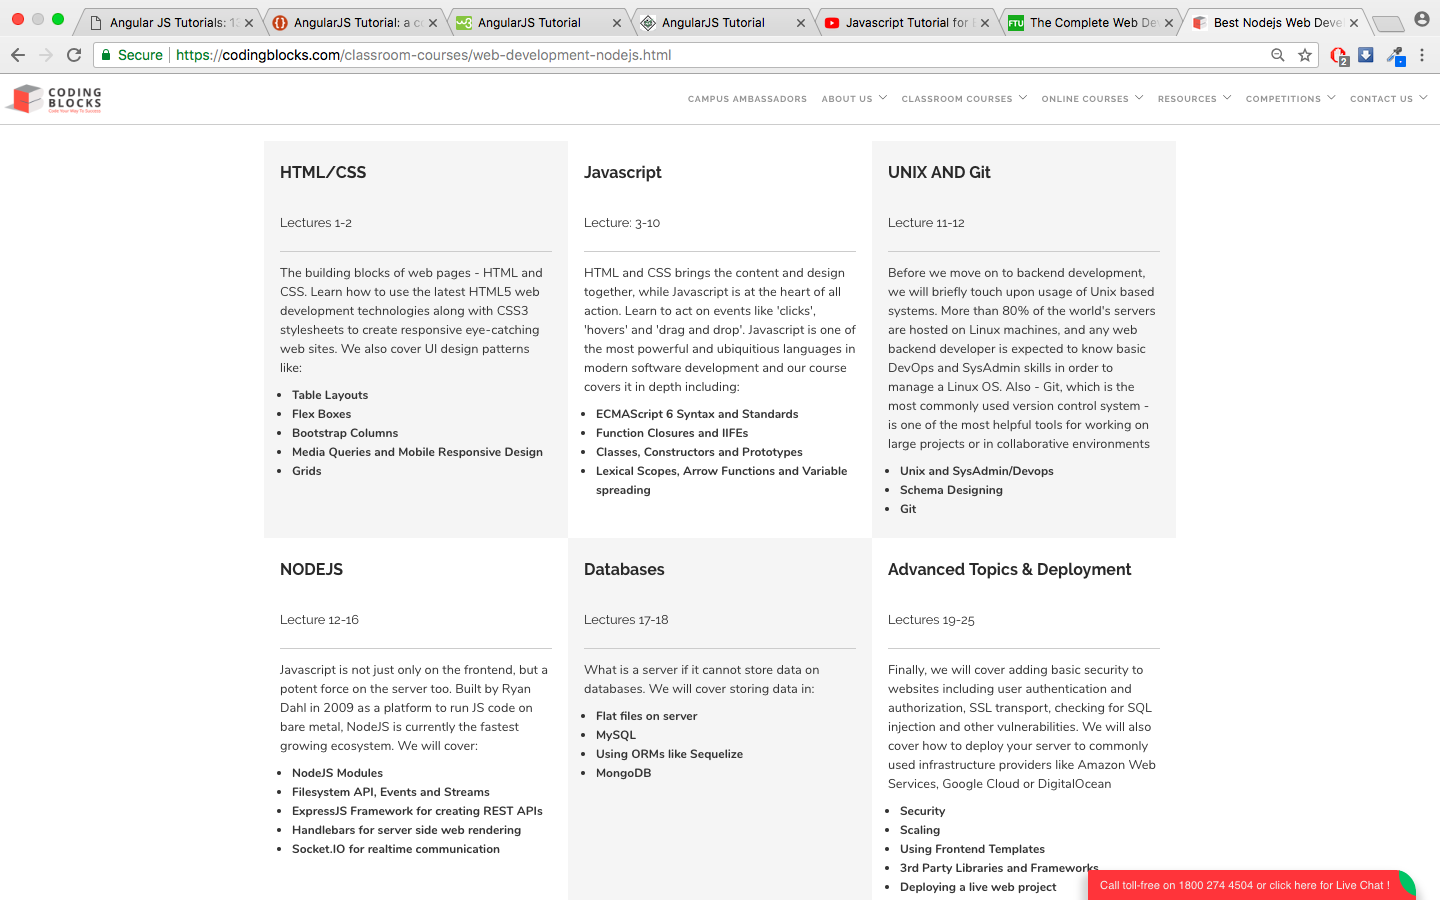 Angular JS Tutorials: 1
AngularJS Tutorial: a co
w3
AngularJS Tutorial
AngularJS Tutorial
Javascript Tutorial for
FTU
The Complete Web De
Best Nodejs Web Deve
Secure
https://codingblocks.com/classroom-courses/web-development-nodejs.html
2
CODING
BLOCKS
Code Your Way To Success
CAMPUS AMBASSADORS
ABOUT US
CLASSROOM COURSES
ONLINE COURSES
RESOURCES
COMPETITIONS
CONTACT US
HTML/CSS
Lectures 1-2
The building blocks of web pages - HTML and
CSS. Learn how to use the latest HTML5 web
development technologies along with CSS3
stylesheets to create responsive eye-catching
web sites. We also cover UI design patterns
like:
• Table Layouts
• Flex Boxes
• Bootstrap Columns
• Media Queries and Mobile Responsive Design
• Grids
Javascript
Lecture: 3-10
HTML and CSS brings the content and design
together, while Javascript is at the heart of all
action. Learn to act on events like 'clicks',
'hovers' and 'drag and drop'. Javascript is one of
the most powerful and ubiquitious languages in
modern software development and our course
covers it in depth including:
• ECMAScript 6 Syntax and Standards
• Function Closures and IIFEs
• Classes, Constructors and Prototypes
• Lexical Scopes, Arrow Functions and Variable
spreading
UNIX AND Git
Lecture 11-12
Before we move on to backend development,
we will briefly touch upon usage of Unix based
systems. More than 80% of the world's servers
are hosted on Linux machines, and any web
backend developer is expected to know basic
DevOps and SysAdmin skills in order to
manage a Linux OS. Also - Git, which is the
most commonly used version control system -
is one of the most helpful tools for working on
large projects or in collaborative environments
• Unix and SysAdmin/Devops
• Schema Designing
• Git
NODEJS
Lecture 12-16
Javascript is not just only on the frontend, but a
potent force on the server too. Built by Ryan
Dahl in 2009 as a platform to run JS code on
bare metal, NodeJS is currently the fastest
growing ecosystem. We will cover:
• NodeJS Modules
• Filesystem API, Events and Streams
• ExpressJS Framework for creating REST APIs
• Handlebars for server side web rendering
• Socket.IO for realtime communication
Databases
Lectures 17-18
What is a server if it cannot store data on
databases. We will cover storing data in:
• Flat files on server
• MySQL
• Using ORMs like Sequelize
• MongoDB
Advanced Topics & Deployment
Lectures 19-25
Finally, we will cover adding basic security to
websites including user authentication and
authorization, SSL transport, checking for SQL
injection and other vulnerabilities. We will also
cover how to deploy your server to commonly
used infrastructure providers like Amazon Web
Services, Google Cloud or DigitalOcean
• Security
• Scaling
• Using Frontend Templates
• 3rd Party Libraries and Frameworks
• Deploying a live web project
Call toll-free on 1800 274 4504 or click here for Live Chat !